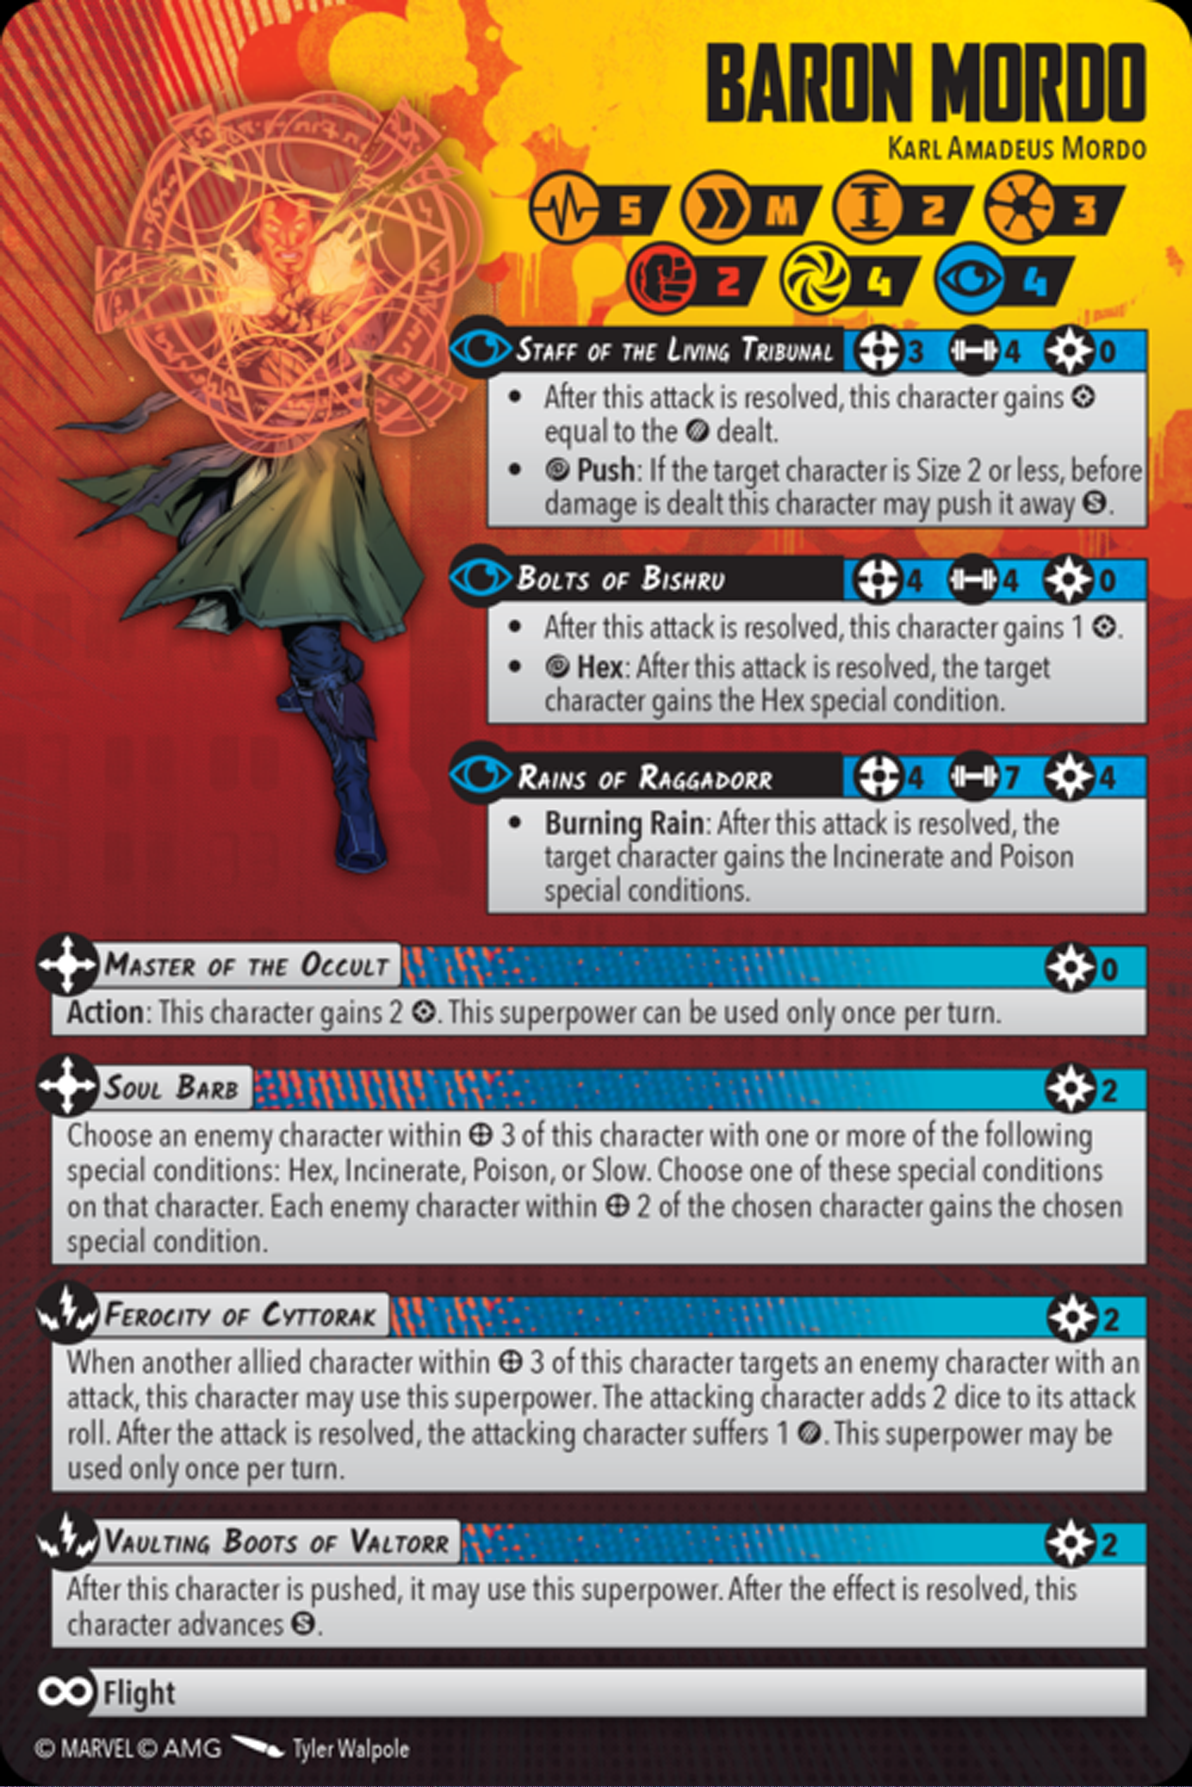 BARON MORDO
KARL AMADEUS MORDO
5 M 2 3
2 4 4
STAFF OF THE LIVING TRIBUNAL 3 4 0
• After this attack is resolved, this character gains
equal to the dealt.
• Push: If the target character is Size 2 or less, before
damage is dealt this character may push it away S.
BOLTS OF BISHRU 4 4 0
• After this attack is resolved, this character gains 1 .
• Hex: After this attack is resolved, the target
character gains the Hex special condition.
RAINS OF RAGGADORR 4 7 4
• Burning Rain: After this attack is resolved, the
target character gains the Incinerate and Poison
special conditions.
MASTER OF THE OCCULT 0
Action: This character gains 2 . This superpower can be used only once per turn.
SOUL BARB 2
Choose an enemy character within 3 of this character with one or more of the following
special conditions: Hex, Incinerate, Poison, or Slow. Choose one of these special conditions
on that character. Each enemy character within 2 of the chosen character gains the chosen
special condition.
FEROCITY OF CYTTORAK 2
When another allied character within 3 of this character targets an enemy character with an
attack, this character may use this superpower. The attacking character adds 2 dice to its attack
roll. After the attack is resolved, the attacking character suffers 1 . This superpower may be
used only once per turn.
VAULTING BOOTS OF VALTORR 2
After this character is pushed, it may use this superpower. After the effect is resolved, this
character advances S.
Flight
© MARVEL © AMG Tyler Walpole